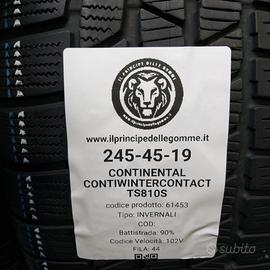 IL PRINCIPE DELLE GOMME
www.ilprincipedellegomme.it
245-45-19
CONTINENTAL
CONTIWINTERCONTACT
TS810S
codice prodotto: 61453
Tipo: INVERNALI
COD:
Battistrada: 90%
Codice Velocità: 102V
FILA: 44
subito